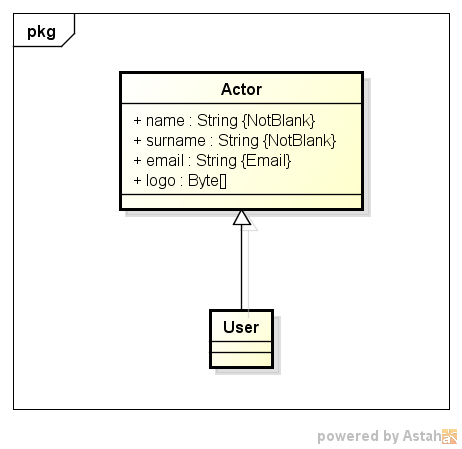 pkg
Actor
+ name : String {NotBlank}
+ surname : String {NotBlank}
+ email : String {Email}
+ logo : Byte[]
User
powered by Astah